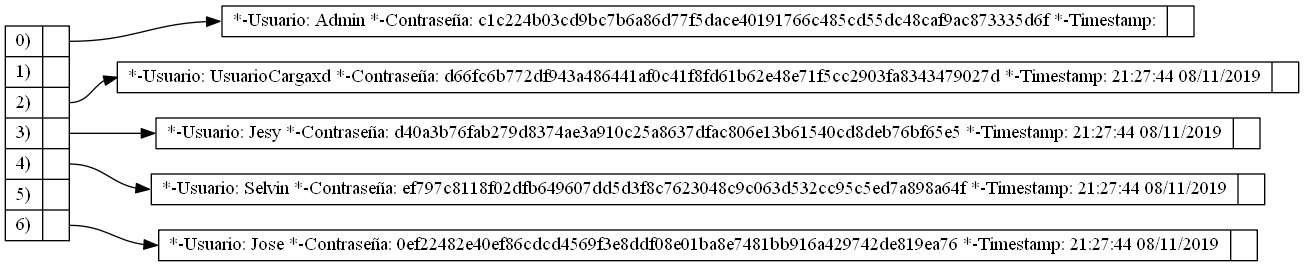 0)
*-Usuario: Admin *-Contraseña: c1c224b03cd9bc7b6a86d77f5dace40191766c485cd55dc48caf9ac873335d6f *-Timestamp:
1)
*-Usuario: UsuarioCargaxd *-Contraseña: d66fc6b772df943a486441af0c41f8fd61b62e48e71f5cc2903fa8343479027d *-Timestamp: 21:27:44 08/11/2019
2)
3)
*-Usuario: Jesy *-Contraseña: d40a3b76fab279d8374ae3a910c25a8637dfac806e13b61540cd8deb76bf65e5 *-Timestamp: 21:27:44 08/11/2019
4)
*-Usuario: Selvin *-Contraseña: ef797c8118f02dfb649607dd5d3f8c7623048c9c063d532cc95c5ed7a898a64f *-Timestamp: 21:27:44 08/11/2019
5)
6)
*-Usuario: Jose *-Contraseña: 0ef22482e40ef86cdcd4569f3e8ddf08e01ba8e7481bb916a429742de819ea76 *-Timestamp: 21:27:44 08/11/2019